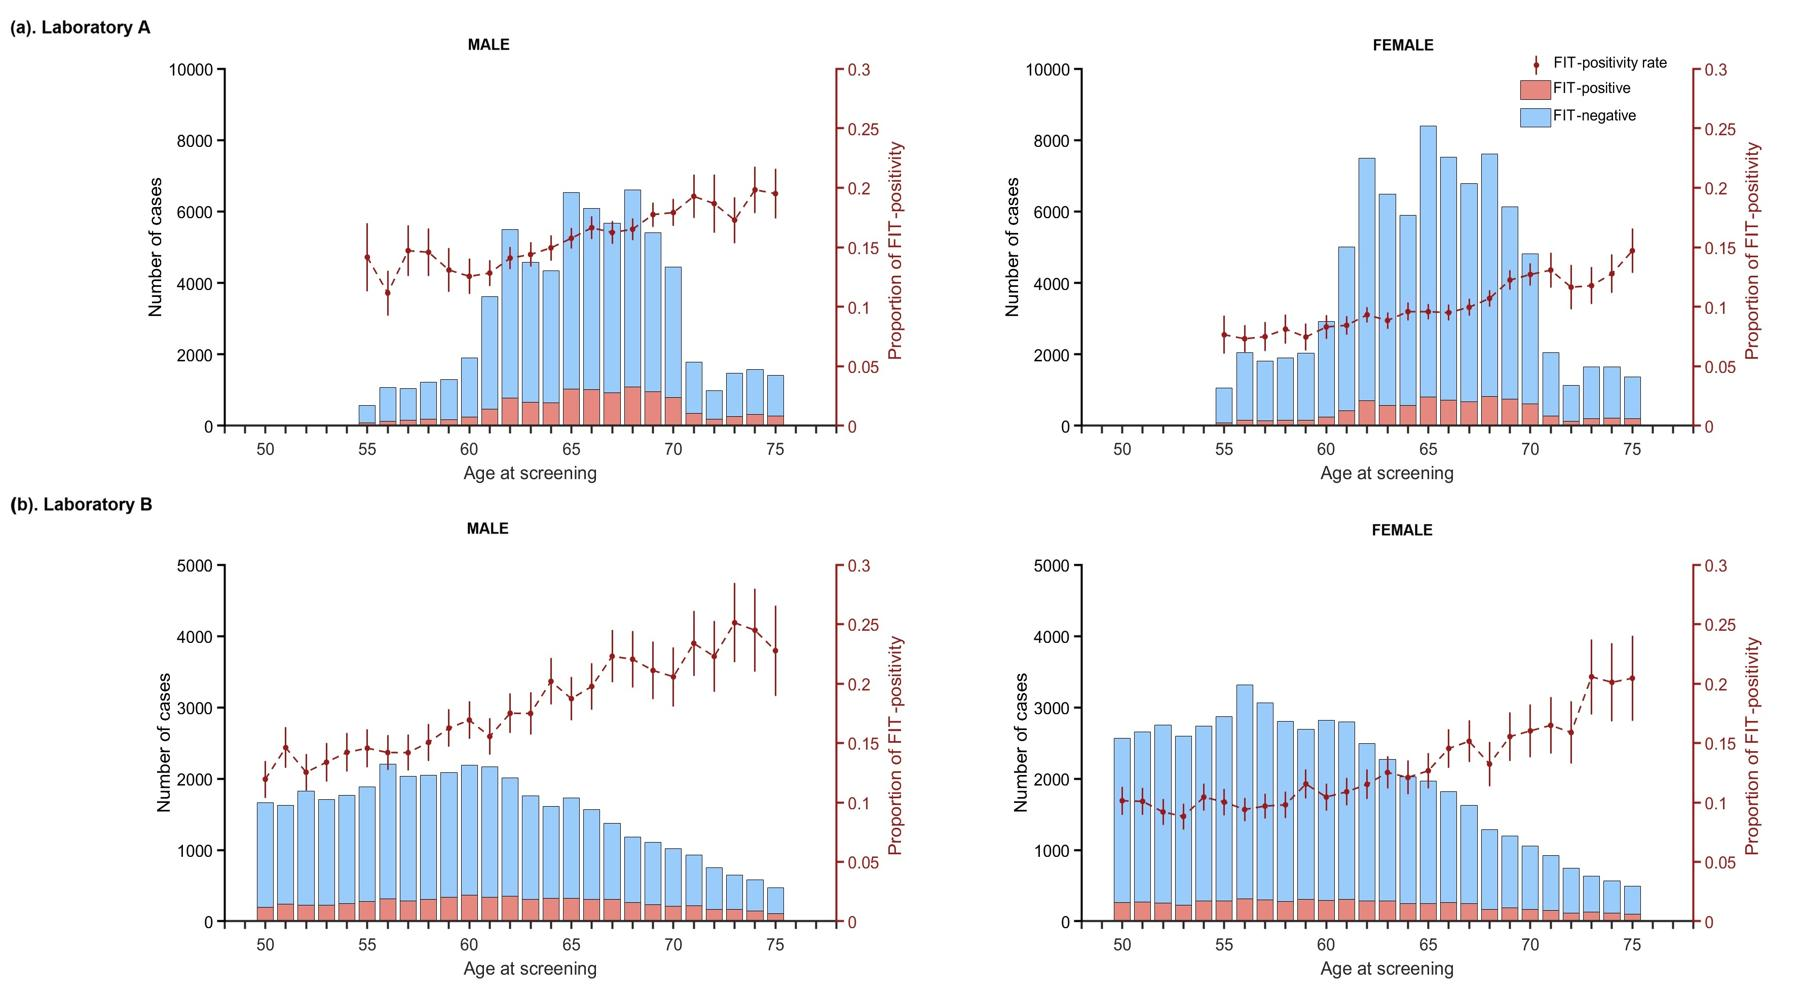 (a). Laboratory A
MALE
10000
8000
6000
4000
2000
0
Number of cases
0.3
0.25
0.2
0.15
0.1
0.05
0
Proportion of FIT-positivity
50 55 60 65 70 75
Age at screening
FEMALE
FIT-positivity rate
FIT-positive
FIT-negative
10000
8000
6000
4000
2000
0
Number of cases
0.3
0.25
0.2
0.15
0.1
0.05
0
Proportion of FIT-positivity
50 55 60 65 70 75
Age at screening
(b). Laboratory B
MALE
5000
4000
3000
2000
1000
0
Number of cases
0.3
0.25
0.2
0.15
0.1
0.05
0
Proportion of FIT-positivity
50 55 60 65 70 75
Age at screening
FEMALE
5000
4000
3000
2000
1000
0
Number of cases
0.3
0.25
0.2
0.15
0.1
0.05
0
Proportion of FIT-positivity
50 55 60 65 70 75
Age at screening